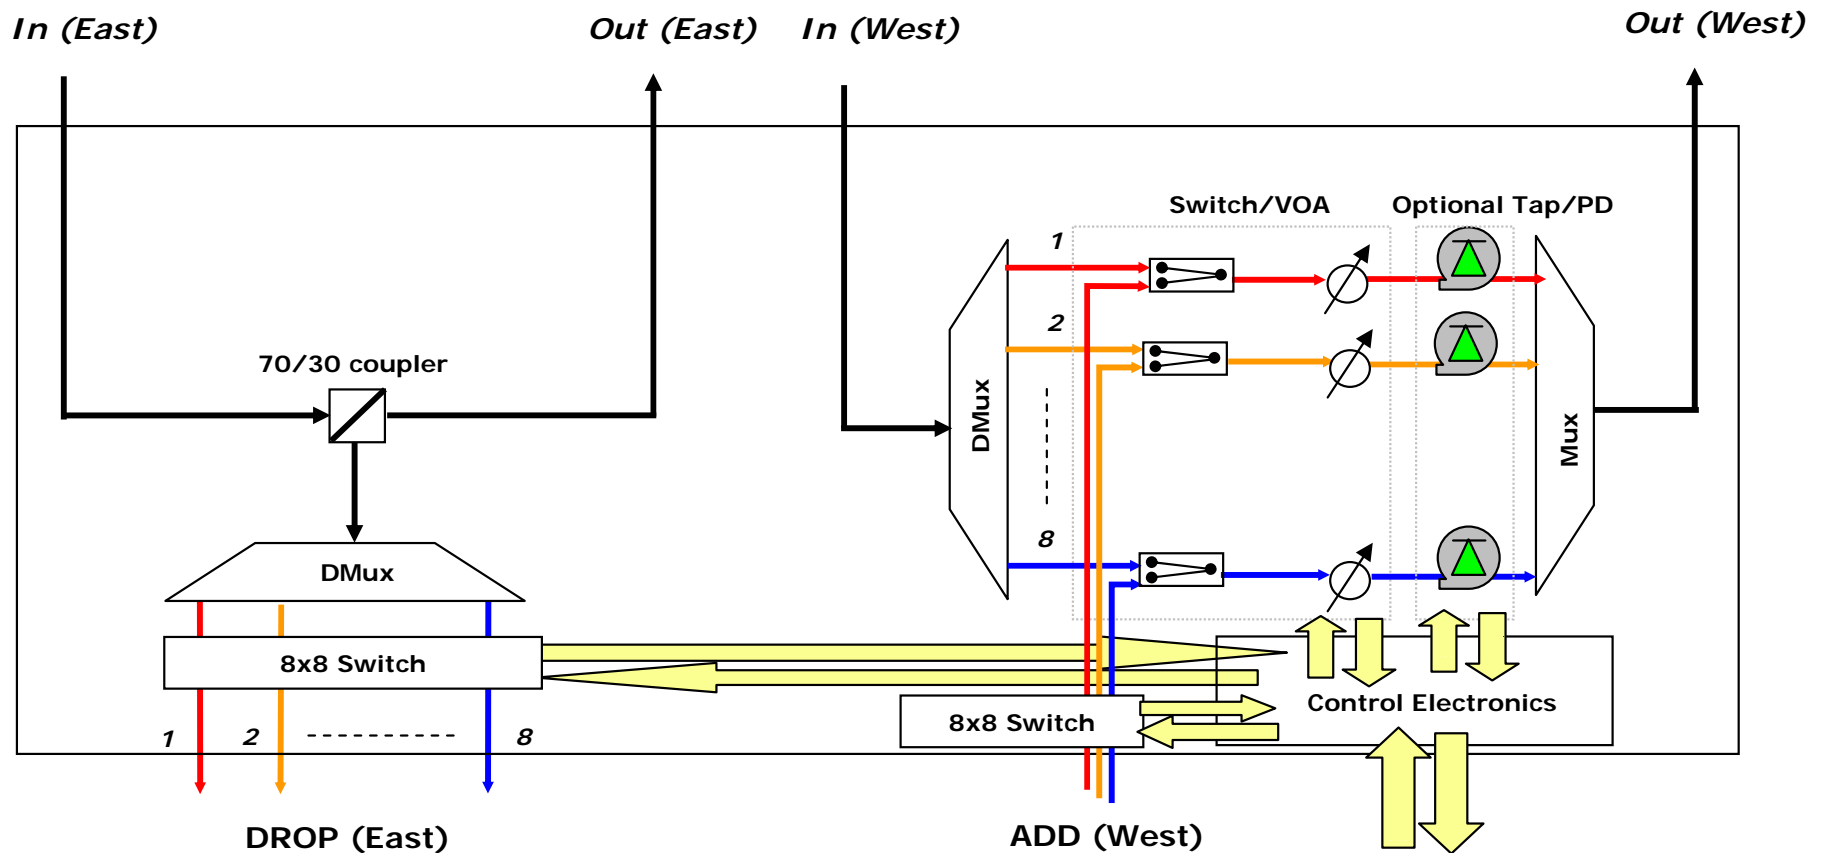 In (East)
Out (East)
In (West)
Out (West)
Switch/VOA
Optional Tap/PD
1
2
8
70/30 coupler
DMux
Mux
DMux
8x8 Switch
8x8 Switch
Control Electronics
1
2
8
DROP (East)
ADD (West)